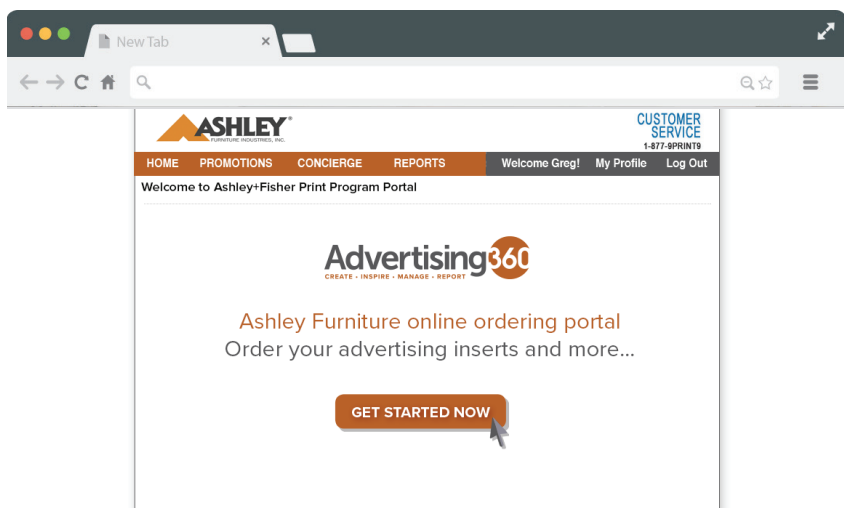 New Tab
ASHLEY®
FURNITURE INDUSTRIES, INC.
CUSTOMER
SERVICE
1-877-9PRINT9
HOME PROMOTIONS CONCIERGE REPORTS Welcome Greg! My Profile Log Out
Welcome to Ashley+Fisher Print Program Portal
Advertising360
CREATE - INSPIRE - MANAGE - REPORT
Ashley Furniture online ordering portal
Order your advertising inserts and more...
GET STARTED NOW